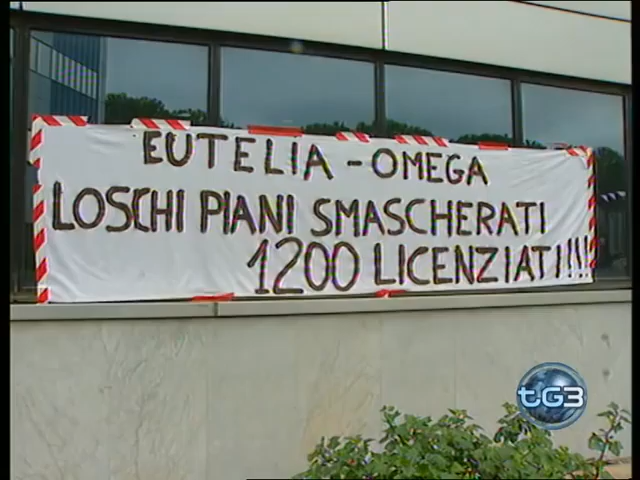 EUTELIA - OMEGA
LOSCHI PIANI SMASCHERATI
1200 LICENZIATI!!!!
tG3